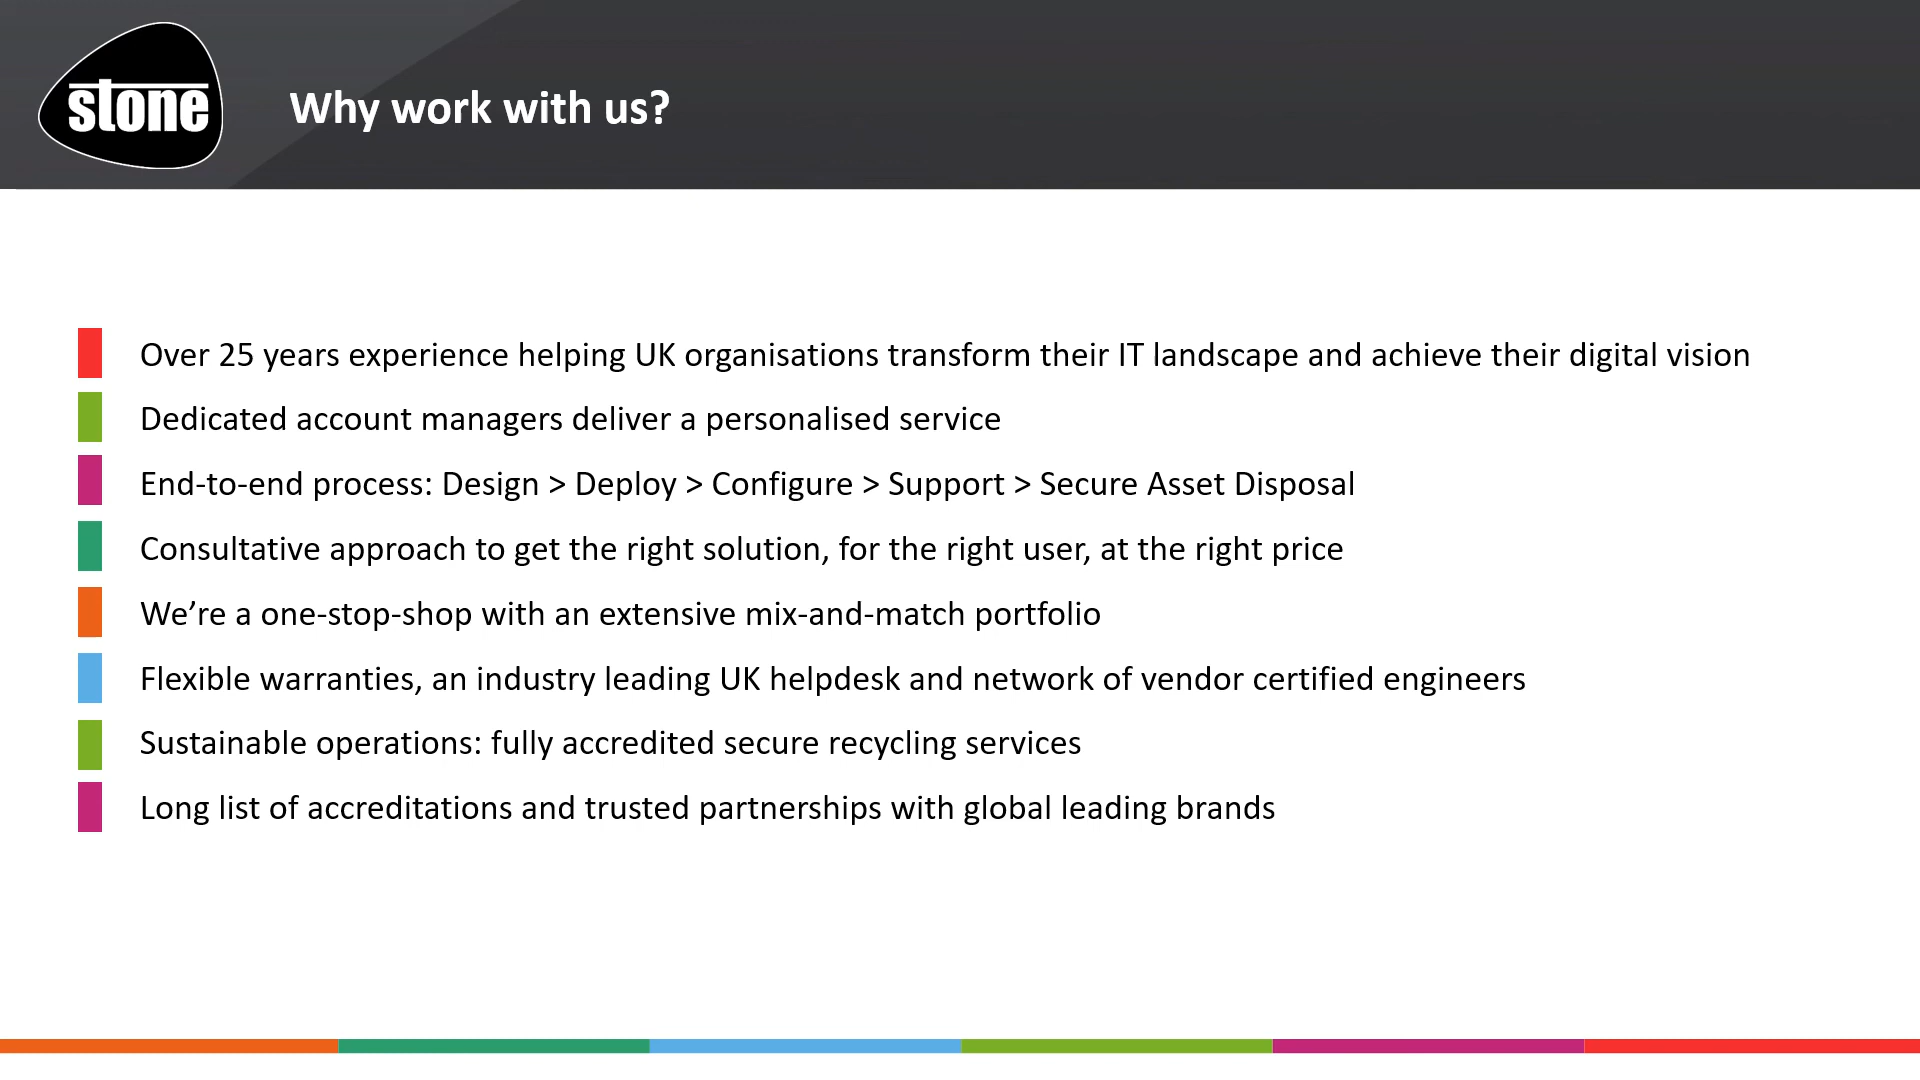 stone
Why work with us?
Over 25 years experience helping UK organisations transform their IT landscape and achieve their digital vision
Dedicated account managers deliver a personalised service
End-to-end process: Design > Deploy > Configure > Support > Secure Asset Disposal
Consultative approach to get the right solution, for the right user, at the right price
We’re a one-stop-shop with an extensive mix-and-match portfolio
Flexible warranties, an industry leading UK helpdesk and network of vendor certified engineers
Sustainable operations: fully accredited secure recycling services
Long list of accreditations and trusted partnerships with global leading brands